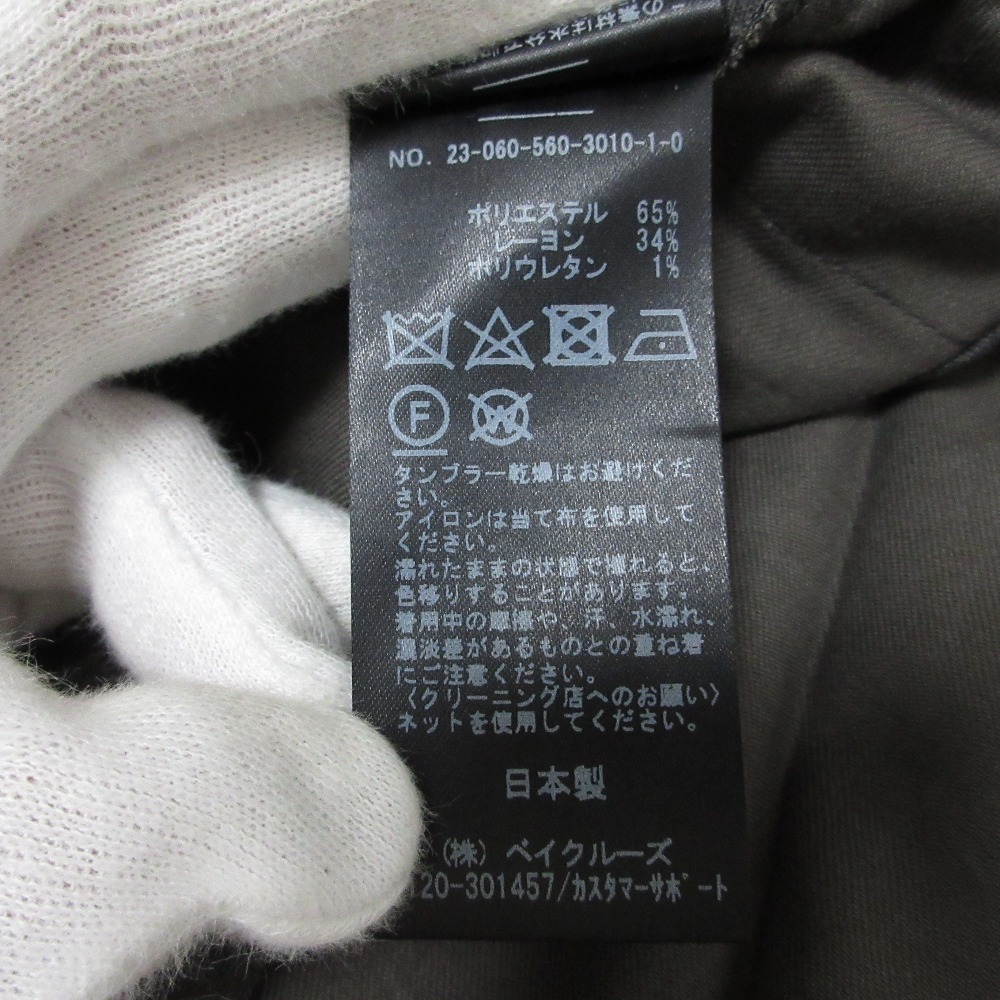 の素材は水分
NO. 23-060-560-3010-1-0
ポリエステル 65%
レーヨン 34%
ポリウレタン 1%
F
W
タンブラー乾燥はお避けくだ
さい。
アイロンは当て布を使用して
ください。
濡れたままの状態で擦れると、
色移りすることがあります。
着用中の摩擦や、汗、水濡れ、
濃淡差があるものとの重ね着
にご注意ください。
〈クリーニング店へのお願い〉
ネットを使用してください。
日本製
(株) ベイクルーズ
120-301457/カスタマーサポート